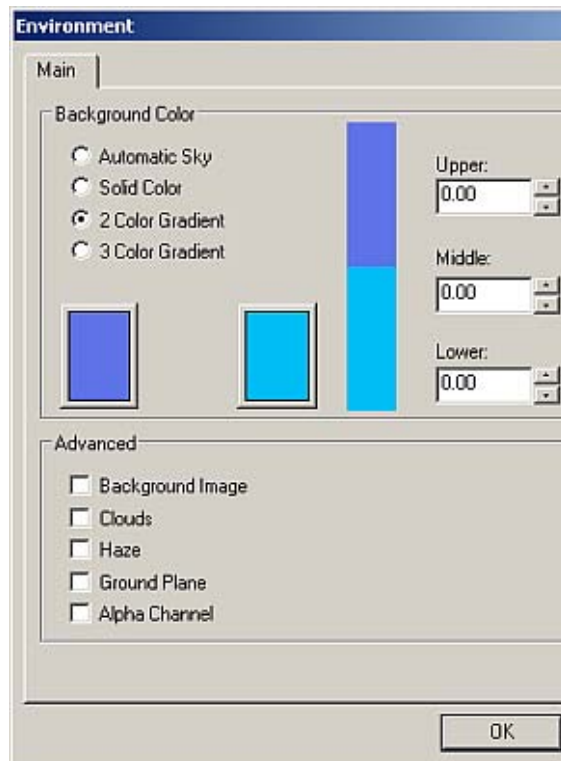 Environment
Main
Background Color
Automatic Sky
Solid Color
2 Color Gradient
3 Color Gradient
Upper:
0.00
Middle:
0.00
Lower:
0.00
Advanced
Background Image
Clouds
Haze
Ground Plane
Alpha Channel
OK